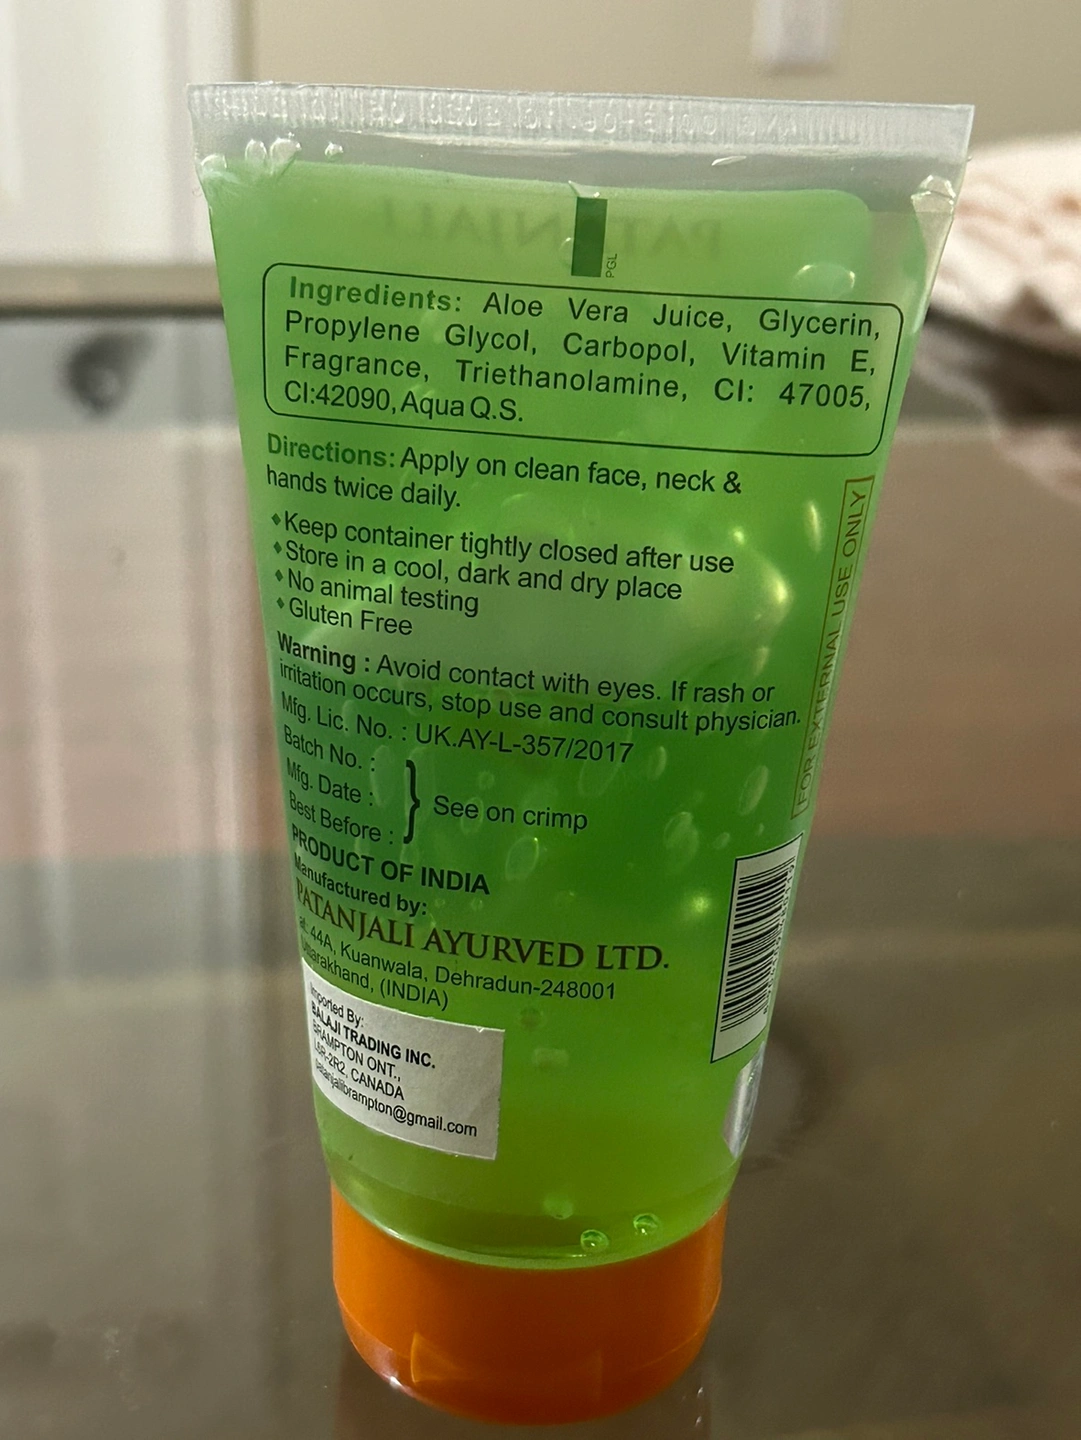 PATANJALI
PGL
Ingredients: Aloe Vera Juice, Glycerin,
Propylene Glycol, Carbopol, Vitamin E,
Fragrance, Triethanolamine, CI: 47005,
CI:42090, Aqua Q.S.
Directions: Apply on clean face, neck &
hands twice daily.
Keep container tightly closed after use
Store in a cool, dark and dry place
No animal testing
Gluten Free
Warning : Avoid contact with eyes. If rash or
irritation occurs, stop use and consult physician.
Mfg. Lic. No. : UK.AY-L-357/2017
Batch No. :
Mfg. Date :
Best Before :
See on crimp
FOR EXTERNAL USE ONLY
PRODUCT OF INDIA
Manufactured by:
PATANJALI AYURVED LTD.
at: 44A, Kuanwala, Dehradun-248001
Uttarakhand, (INDIA)
Imported By:
BALAJI TRADING INC.
BRAMPTON ONT.,
L6R-2R2, CANADA
patanjalibrampton@gmail.com